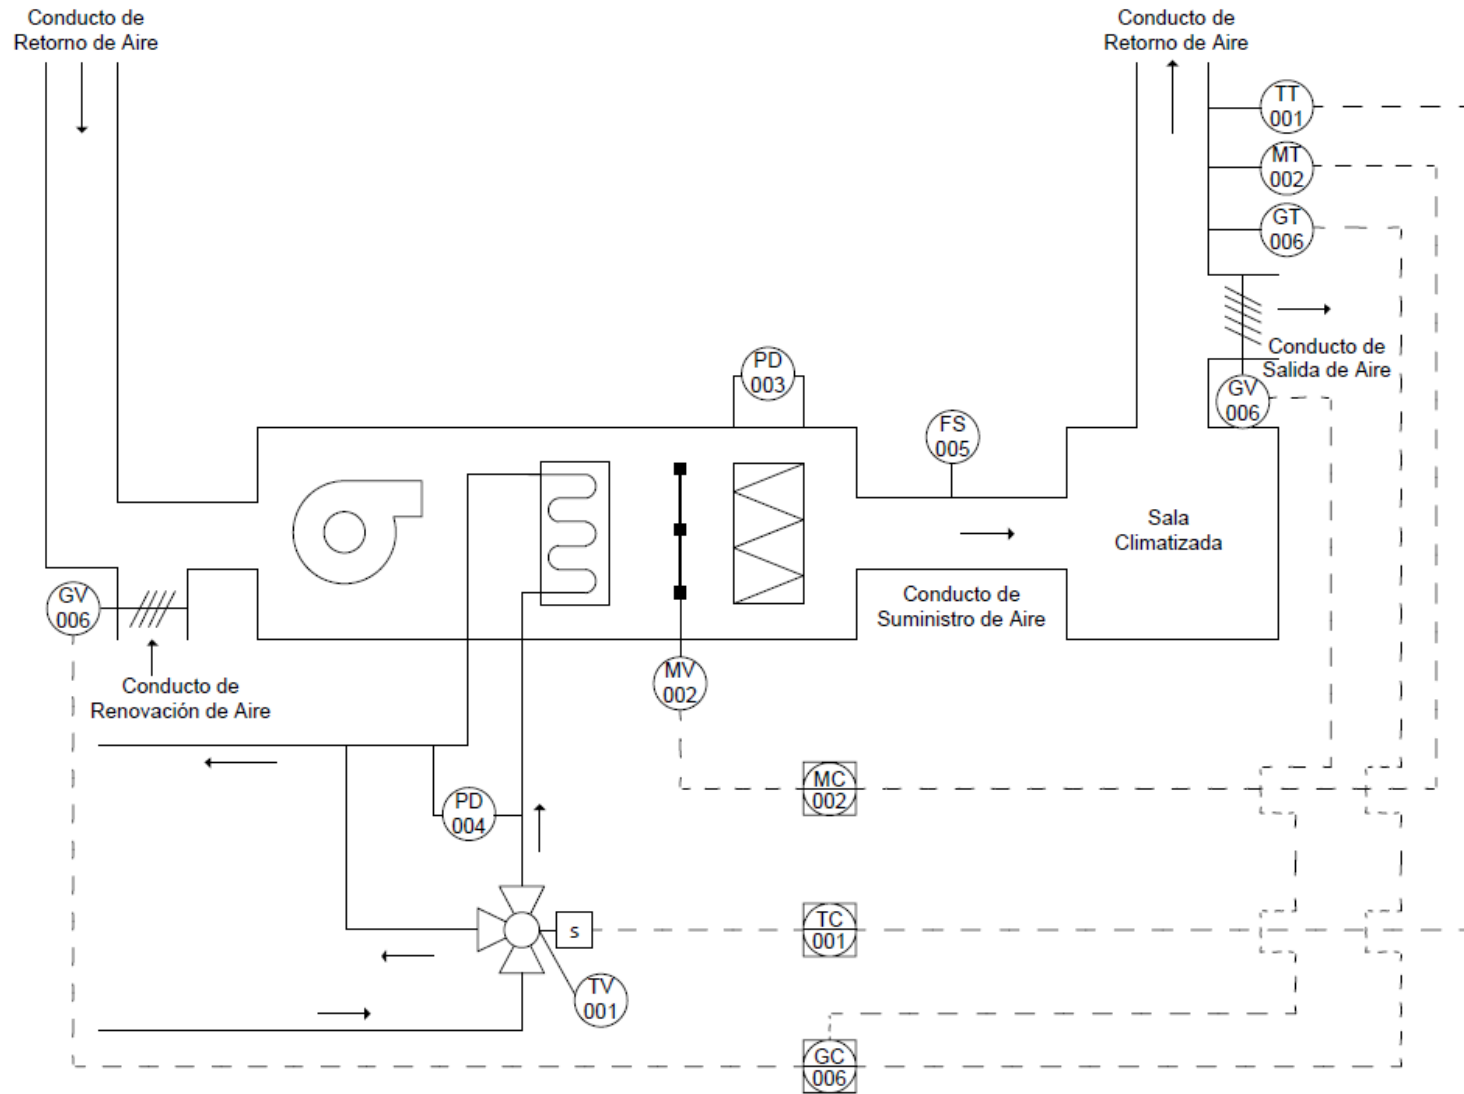 Conducto de
Retorno de Aire
Conducto de
Retorno de Aire
TT
001
MT
002
GT
006
Conducto de
Salida de Aire
GV
006
PD
003
FS
005
Sala
Climatizada
Conducto de
Suministro de Aire
GV
006
Conducto de
Renovación de Aire
MV
002
MC
002
PD
004
TC
001
s
TV
001
GC
006